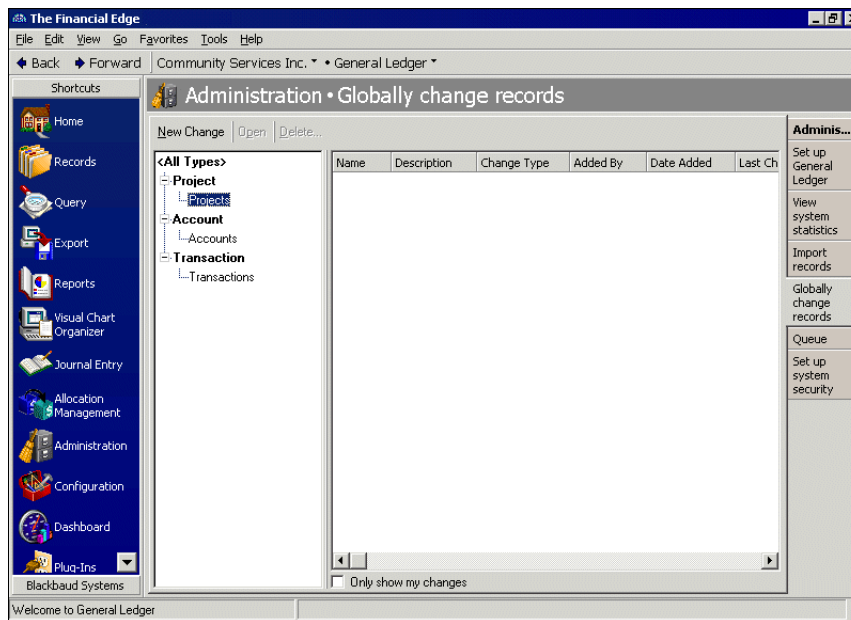 The Financial Edge
File Edit View Go Favorites Tools Help
Back Forward Community Services Inc. • General Ledger
Shortcuts
Home
Records
Query
Export
Reports
Visual Chart
Organizer
Journal Entry
Allocation
Management
Administration
Configuration
Dashboard
Plug-Ins
Blackbaud Systems
Administration • Globally change records
New Change Open Delete...
<All Types>
Project
Projects
Account
Accounts
Transaction
Transactions
Name Description Change Type Added By Date Added Last Ch
Only show my changes
Adminis...
Set up
General
Ledger
View
system
statistics
Import
records
Globally
change
records
Queue
Set up
system
security
Welcome to General Ledger